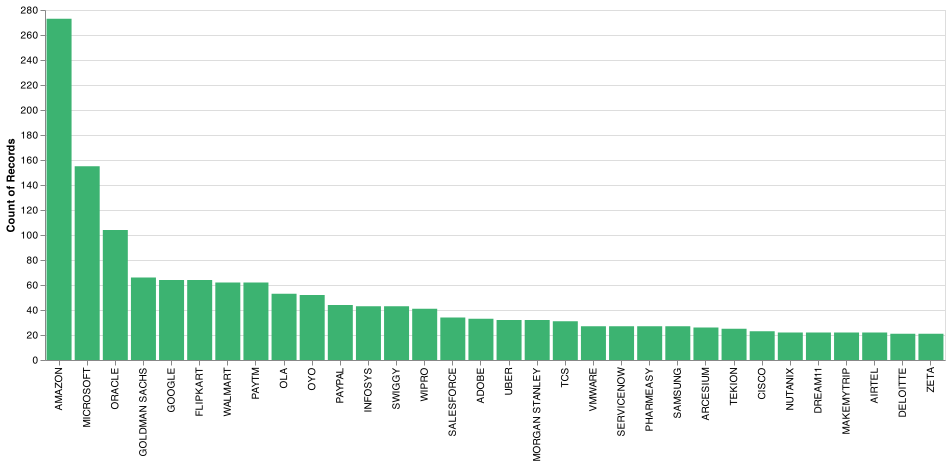 Count of Records
280
260
240
220
200
180
160
140
120
100
80
60
40
20
0
AMAZON
MICROSOFT
ORACLE
GOLDMAN SACHS
GOOGLE
FLIPKART
WALMART
PAYTM
OLA
OYO
PAYPAL
INFOSYS
SWIGGY
WIPRO
SALESFORCE
ADOBE
UBER
MORGAN STANLEY
TCS
VMWARE
SERVICENOW
PHARMEASY
SAMSUNG
ARCESIUM
TEKION
CISCO
NUTANIX
DREAM11
MAKEMYTRIP
AIRTEL
DELOITTE
ZETA